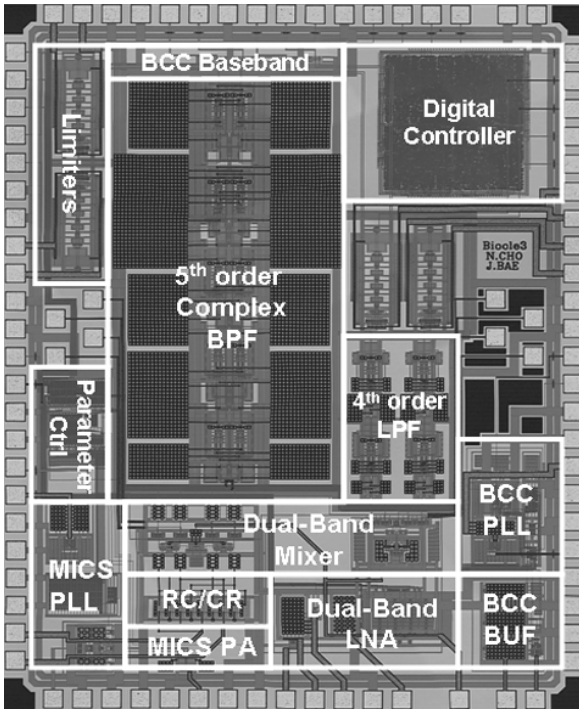 BCC Baseband
Limiters
Digital
Controller
Biocle3
N.CHO
J.BAE
5th order
Complex
BPF
Parameter
Ctrl
4th order
LPF
BCC
PLL
Dual-Band
Mixer
MICS
PLL
RC/CR
Dual-Band
LNA
BCC
BUF
MICS PA